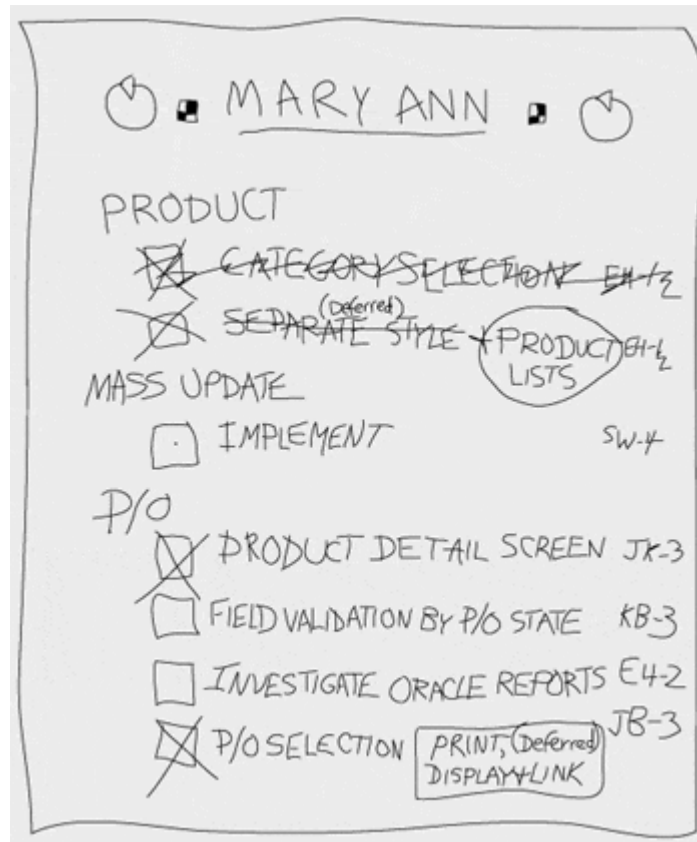 MARY ANN
PRODUCT
CATEGORY SELECTION EH-1/2
(Deferred)
SEPARATE STYLE + PRODUCT LISTS EH-1/2
MASS UPDATE
IMPLEMENT SW-4
P/O
PRODUCT DETAIL SCREEN JK-3
FIELD VALIDATION BY P/O STATE KB-3
INVESTIGATE ORACLE REPORTS E4-2
P/O SELECTION PRINT, (Deferred) JB-3
DISPLAY + LINK